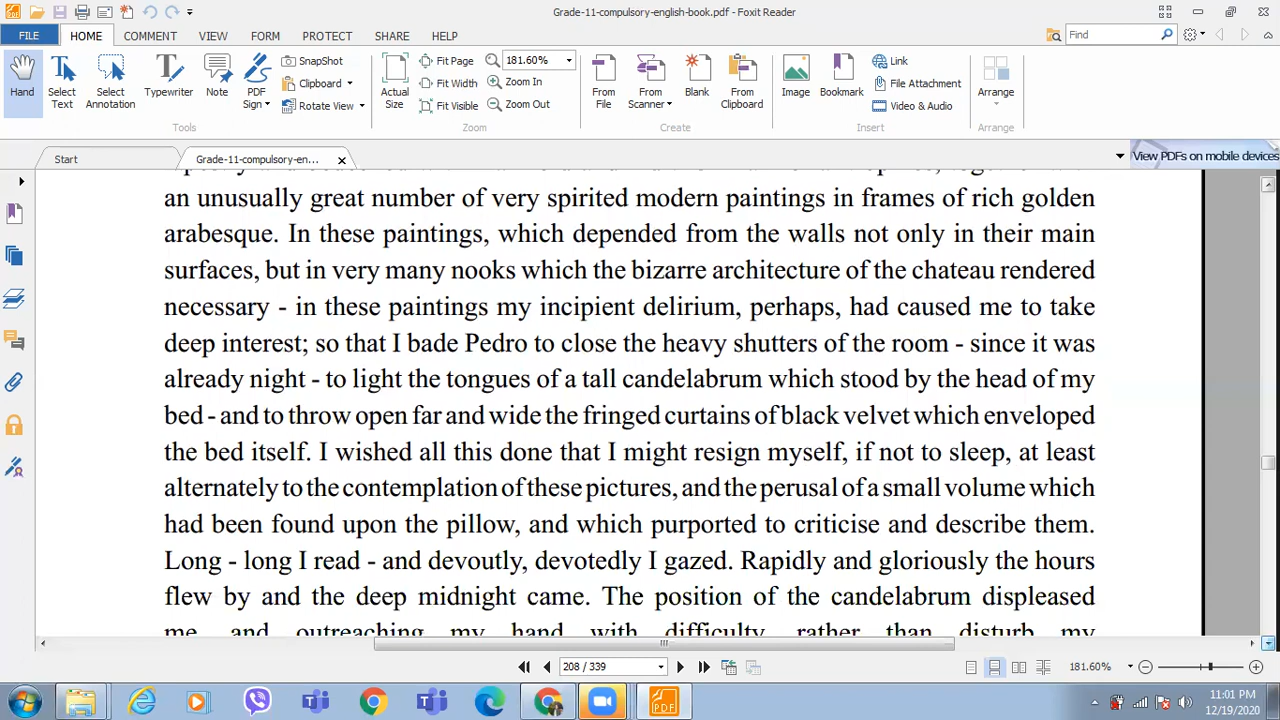 Grade-11-compulsory-english-book.pdf - Foxit Reader
FILE HOME COMMENT VIEW FORM PROTECT SHARE HELP Find
Hand Select Text Select Annotation Typewriter Note PDF Sign SnapShot Clipboard Rotate View Actual Size Fit Page Fit Width Fit Visible 181.60% Zoom In Zoom Out From File From Scanner Blank From Clipboard Image Bookmark Link File Attachment Video & Audio Arrange
Tools Zoom Create Insert Arrange
Start Grade-11-compulsory-en... View PDFs on mobile devices
an unusually great number of very spirited modern paintings in frames of rich golden
arabesque. In these paintings, which depended from the walls not only in their main
surfaces, but in very many nooks which the bizarre architecture of the chateau rendered
necessary - in these paintings my incipient delirium, perhaps, had caused me to take
deep interest; so that I bade Pedro to close the heavy shutters of the room - since it was
already night - to light the tongues of a tall candelabrum which stood by the head of my
bed - and to throw open far and wide the fringed curtains of black velvet which enveloped
the bed itself. I wished all this done that I might resign myself, if not to sleep, at least
alternately to the contemplation of these pictures, and the perusal of a small volume which
had been found upon the pillow, and which purported to criticise and describe them.
Long - long I read - and devoutly, devotedly I gazed. Rapidly and gloriously the hours
flew by and the deep midnight came. The position of the candelabrum displeased
me, and outreaching my hand with difficulty rather than disturb my
208 / 339 181.60%
11:01 PM
12/19/2020